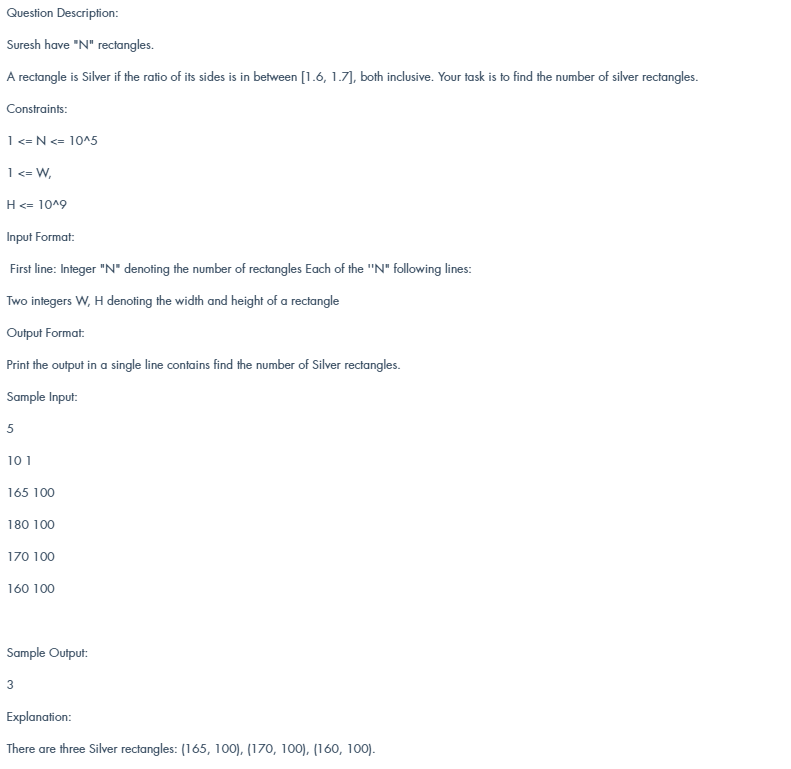 Question Description:
Suresh have "N" rectangles.
A rectangle is Silver if the ratio of its sides is in between [1.6, 1.7], both inclusive. Your task is to find the number of silver rectangles.
Constraints:
1 <= N <= 10^5
1 <= W,
H <= 10^9
Input Format:
First line: Integer "N" denoting the number of rectangles Each of the ''N" following lines:
Two integers W, H denoting the width and height of a rectangle
Output Format:
Print the output in a single line contains find the number of Silver rectangles.
Sample Input:
5
10 1
165 100
180 100
170 100
160 100
Sample Output:
3
Explanation:
There are three Silver rectangles: (165, 100), (170, 100), (160, 100).